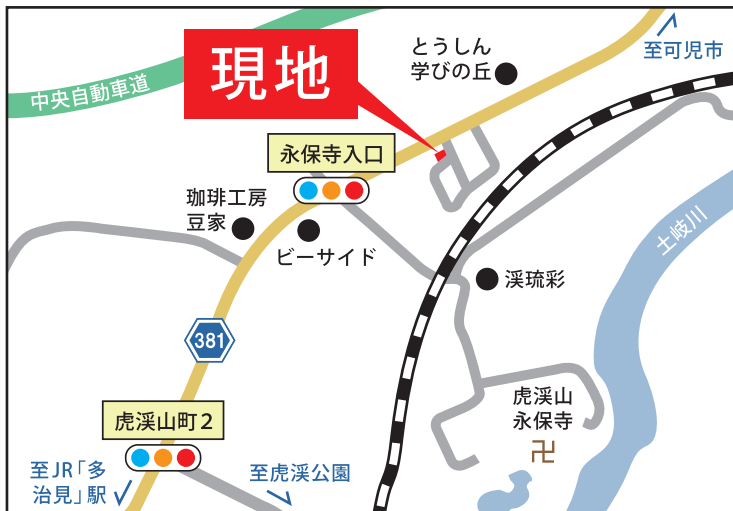 至可児市
とうしん
学びの丘
現地
中央自動車道
永保寺入口
珈琲工房
豆家
ビーサイド
土岐川
渓琉彩
381
虎渓山
永保寺
卍
虎渓山町2
至JR「多
治見」駅
至虎渓公園